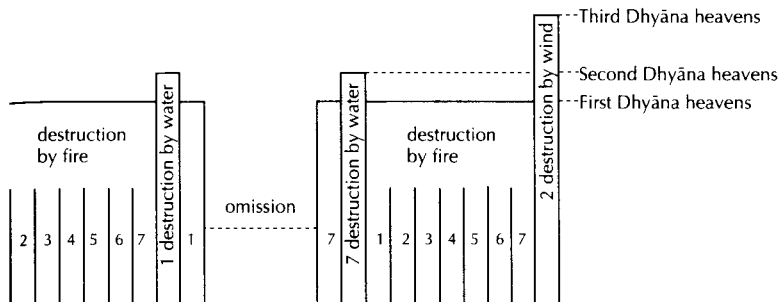 Third Dhyāna heavens
Second Dhyāna heavens
First Dhyāna heavens
destruction
by fire
1 destruction by water
omission
7 destruction by water
destruction
by fire
2 destruction by wind
2 3 4 5 6 7 1
7 1 2 3 4 5 6 7